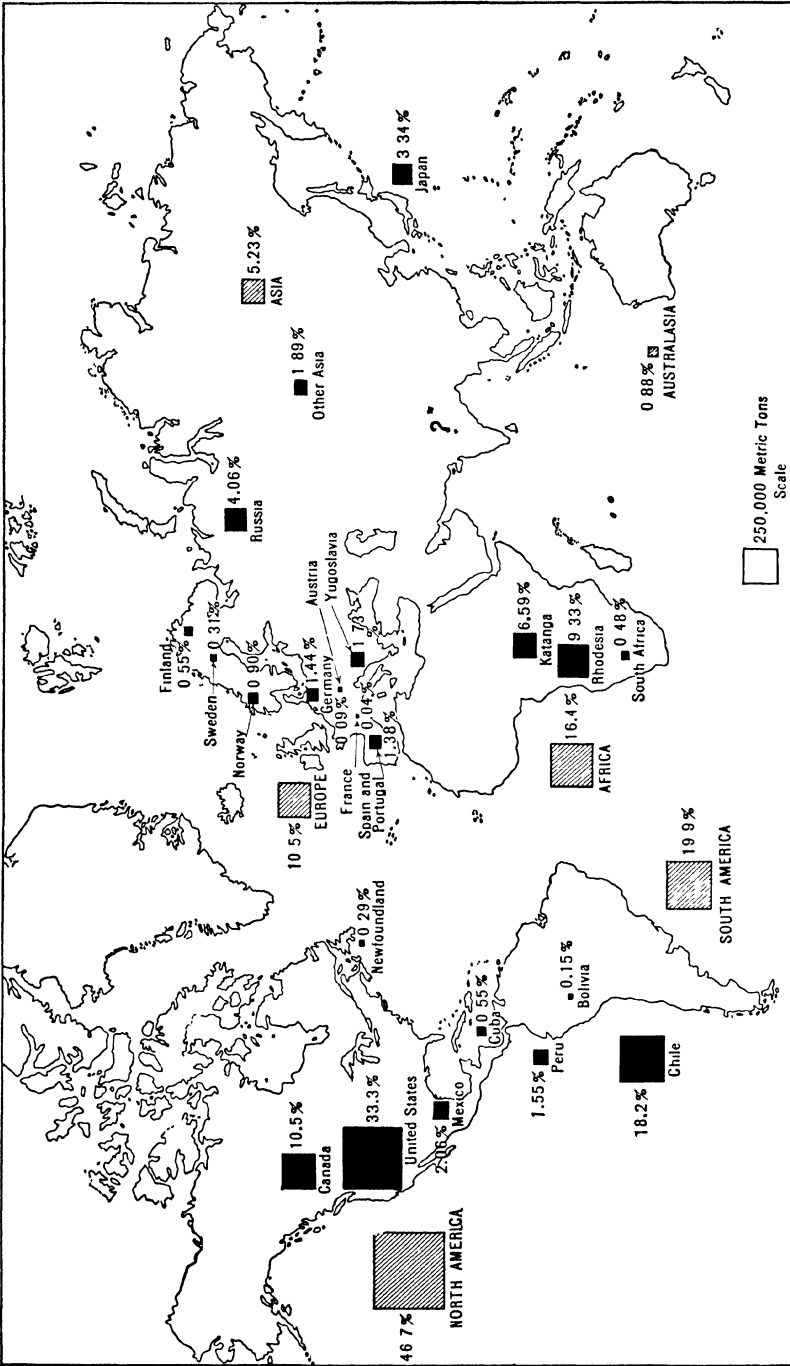 46 7%
NORTH AMERICA
10.5%
Canada
33.3%
United States
2.06%
Mexico
0 29%
Newfoundland
0 55%
Cuba
1.55%
Peru
0.15%
Bolivia
18.2%
Chile
19 9%
SOUTH AMERICA
10 5%
EUROPE
Finland
0 55%
Sweden
0 31%
Norway
0 90%
1.44%
Germany
0 09%
Austria
Yugoslavia
1 73
%
France
0.04%
Spain and
Portugal
1.38%
4.06%
Russia
16.4%
AFRICA
6.59%
Katanga
9 33%
Rhodesia
0 48%
South Africa
5.23%
ASIA
1 89%
Other Asia
3 34%
Japan
?
0 88%
AUSTRALASIA
250,000 Metric Tons
Scale